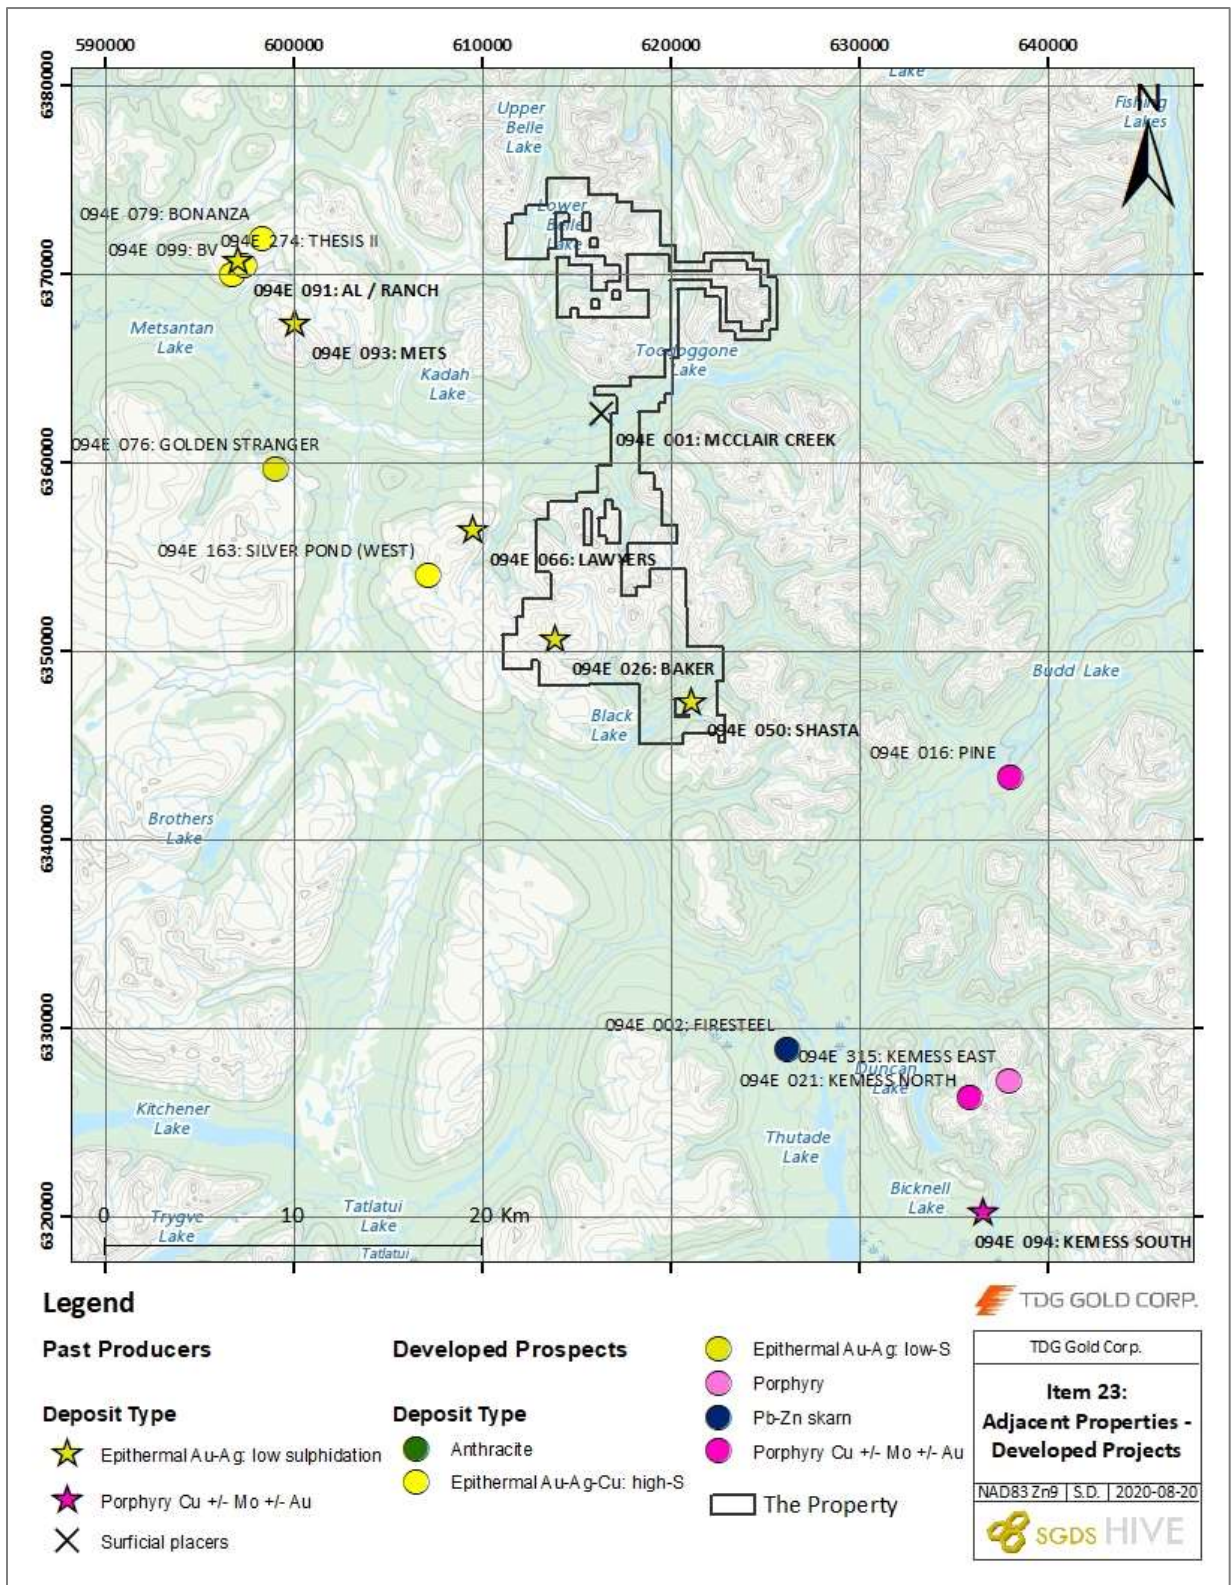 590000 600000 610000 620000 630000 640000
6380000
6370000
6360000
6350000
6340000
6330000
6320000
Lake
N
Fishing
Lakes
Upper
Belle
Lake
Lower
Belle
Lake
094E 079: BONANZA
094E 274: THESIS II
094E 099: BV
094E 091: AL / RANCH
Metsantan
Lake
094E 093: METS
Kadah
Lake
Toodoggone
Lake
094E 001: MCCLAIR CREEK
094E 076: GOLDEN STRANGER
094E 163: SILVER POND (WEST)
094E 066: LAWYERS
094E 026: BAKER
Budd Lake
Black
Lake
094E 050: SHASTA
094E 016: PINE
Brothers
Lake
094E 002: FIRESTEEL
094E 315: KEMESS EAST
Duncan
Lake
094E 021: KEMESS NORTH
Kitchener
Lake
Thutade
Lake
Bicknell
Lake
Tatlatui
Lake
Trygve
Lake
0 10 20 Km
Tatlatui
094E 094: KEMESS SOUTH
Legend
Past Producers
Deposit Type
Epithermal Au-Ag: low sulphidation
Porphyry Cu +/- Mo +/- Au
Surficial placers
Developed Prospects
Deposit Type
Anthracite
Epithermal Au-Ag-Cu: high-S
Epithermal Au-Ag: low-S
Porphyry
Pb-Zn skarn
Porphyry Cu +/- Mo +/- Au
The Property
TDG GOLD CORP.
TDG Gold Corp.
Item 23:
Adjacent Properties -
Developed Projects
NAD83 Zn9 | S.D. | 2020-08-20
SGDS HIVE